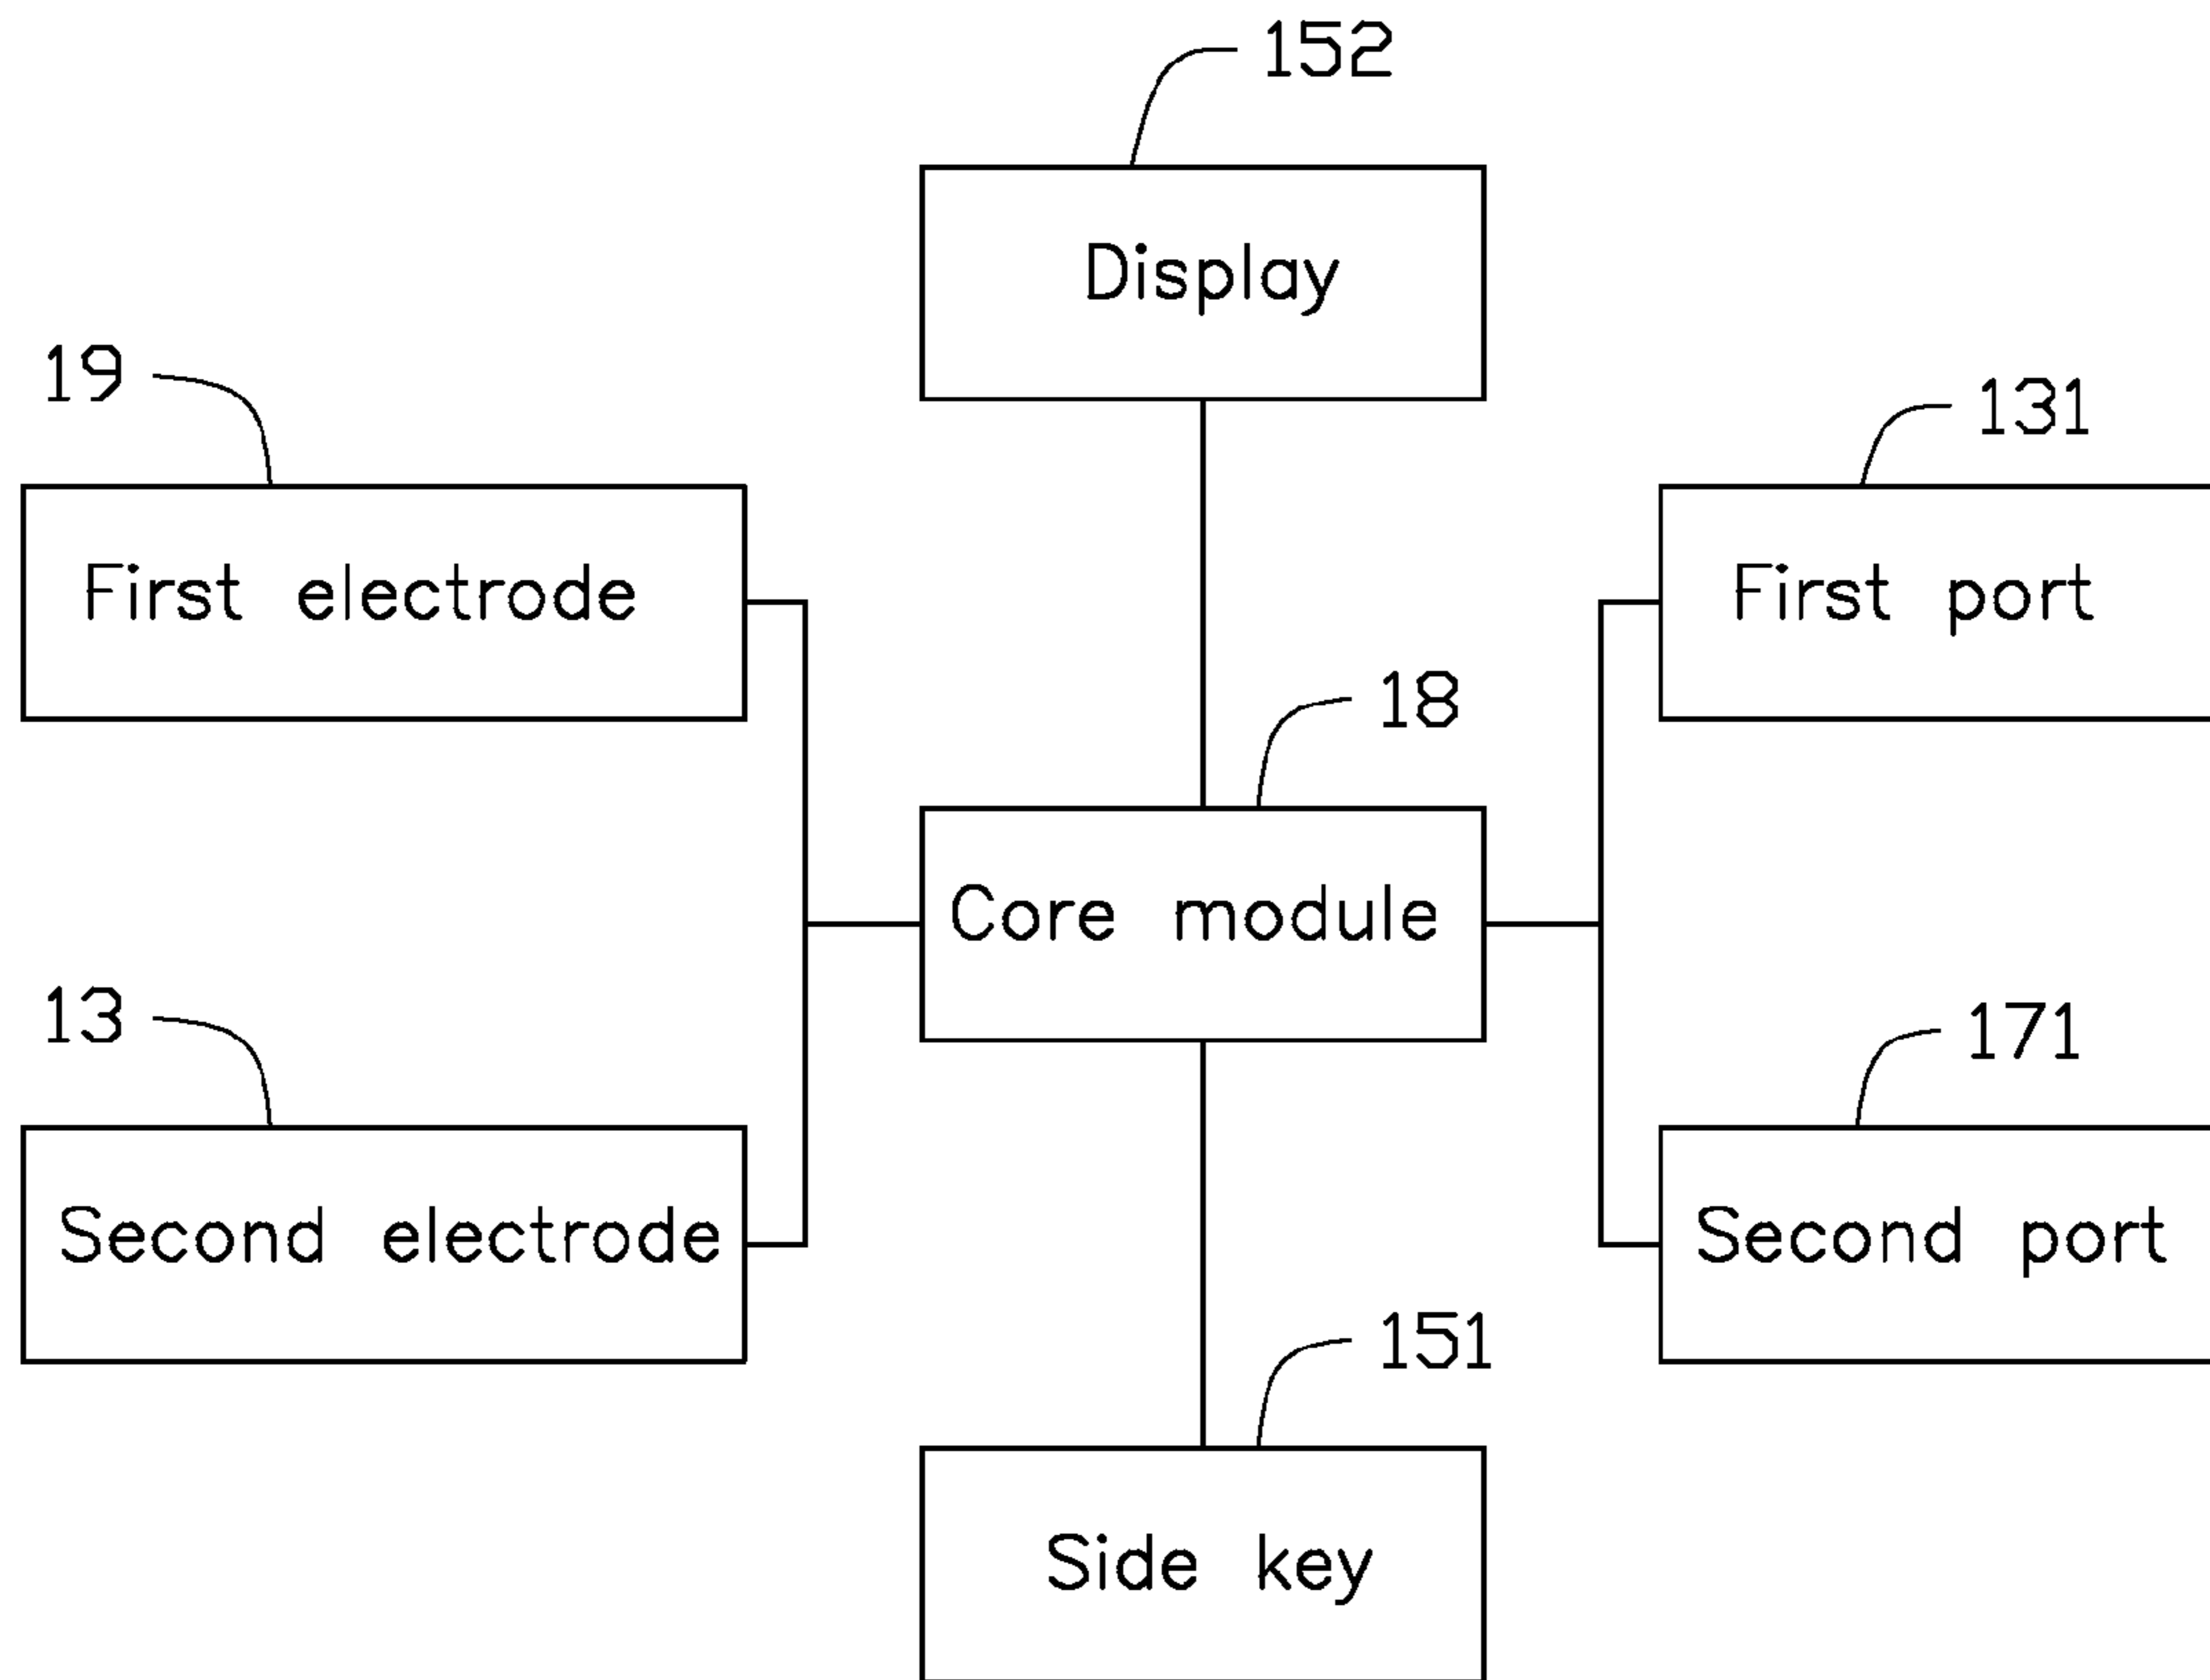 152
Display
19
131
First electrode
First port
18
Core module
13
171
Second electrode
Second port
151
Side key